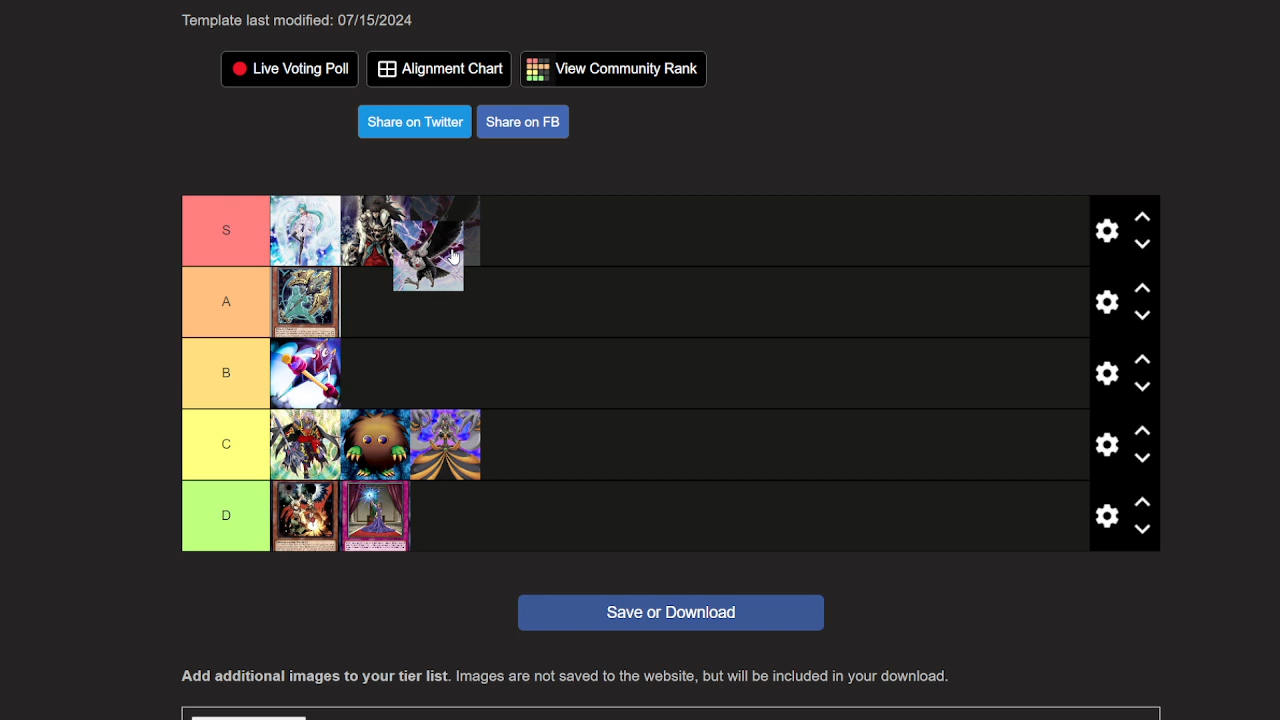 Template last modified: 07/15/2024
Live Voting Poll
Alignment Chart
View Community Rank
Share on Twitter
Share on FB
S
A
B
C
D
Save or Download
Add additional images to your tier list. Images are not saved to the website, but will be included in your download.